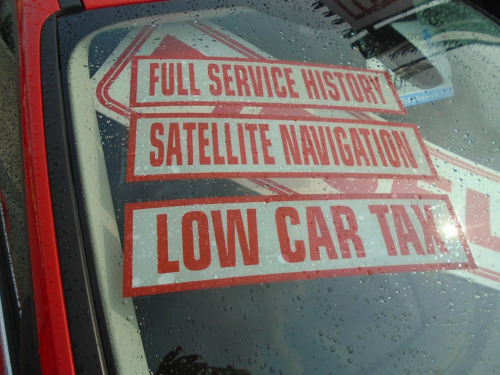 FULL SERVICE HISTORY
SATELLITE NAVIGATION
LOW CAR TAX